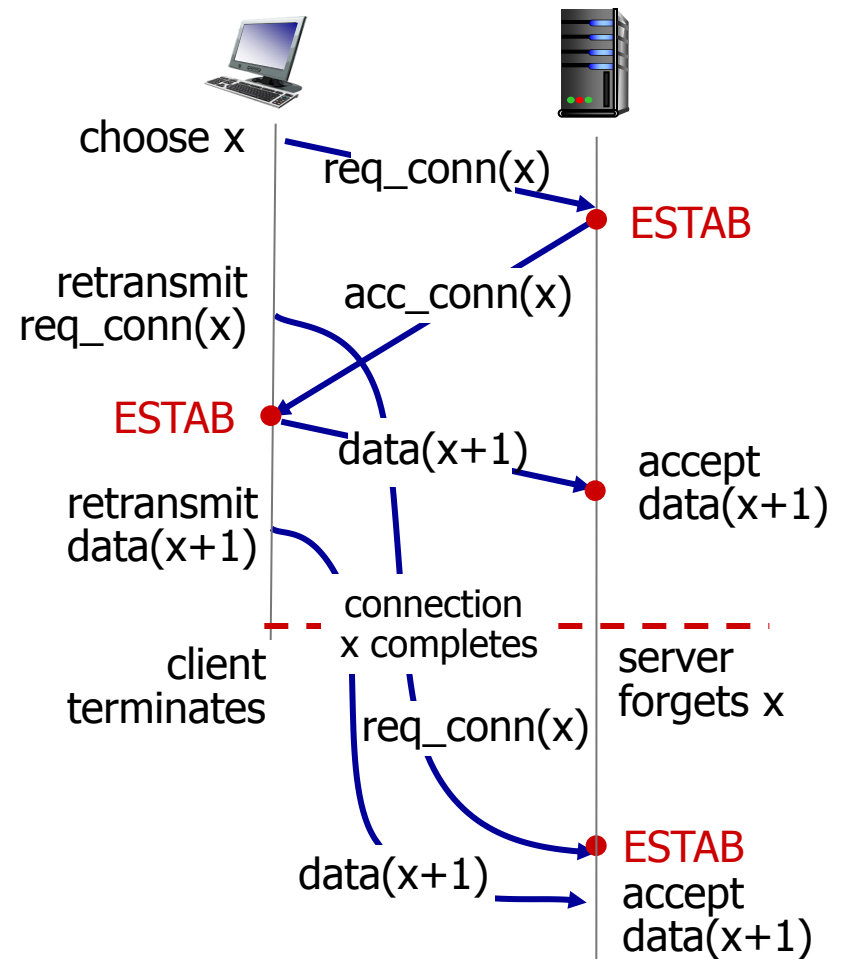 choose x
req_conn(x)
ESTAB
retransmit
req_conn(x)
acc_conn(x)
ESTAB
data(x+1)
accept
data(x+1)
retransmit
data(x+1)
connection
x completes
client
terminates
server
forgets x
req_conn(x)
ESTAB
data(x+1)
accept
data(x+1)